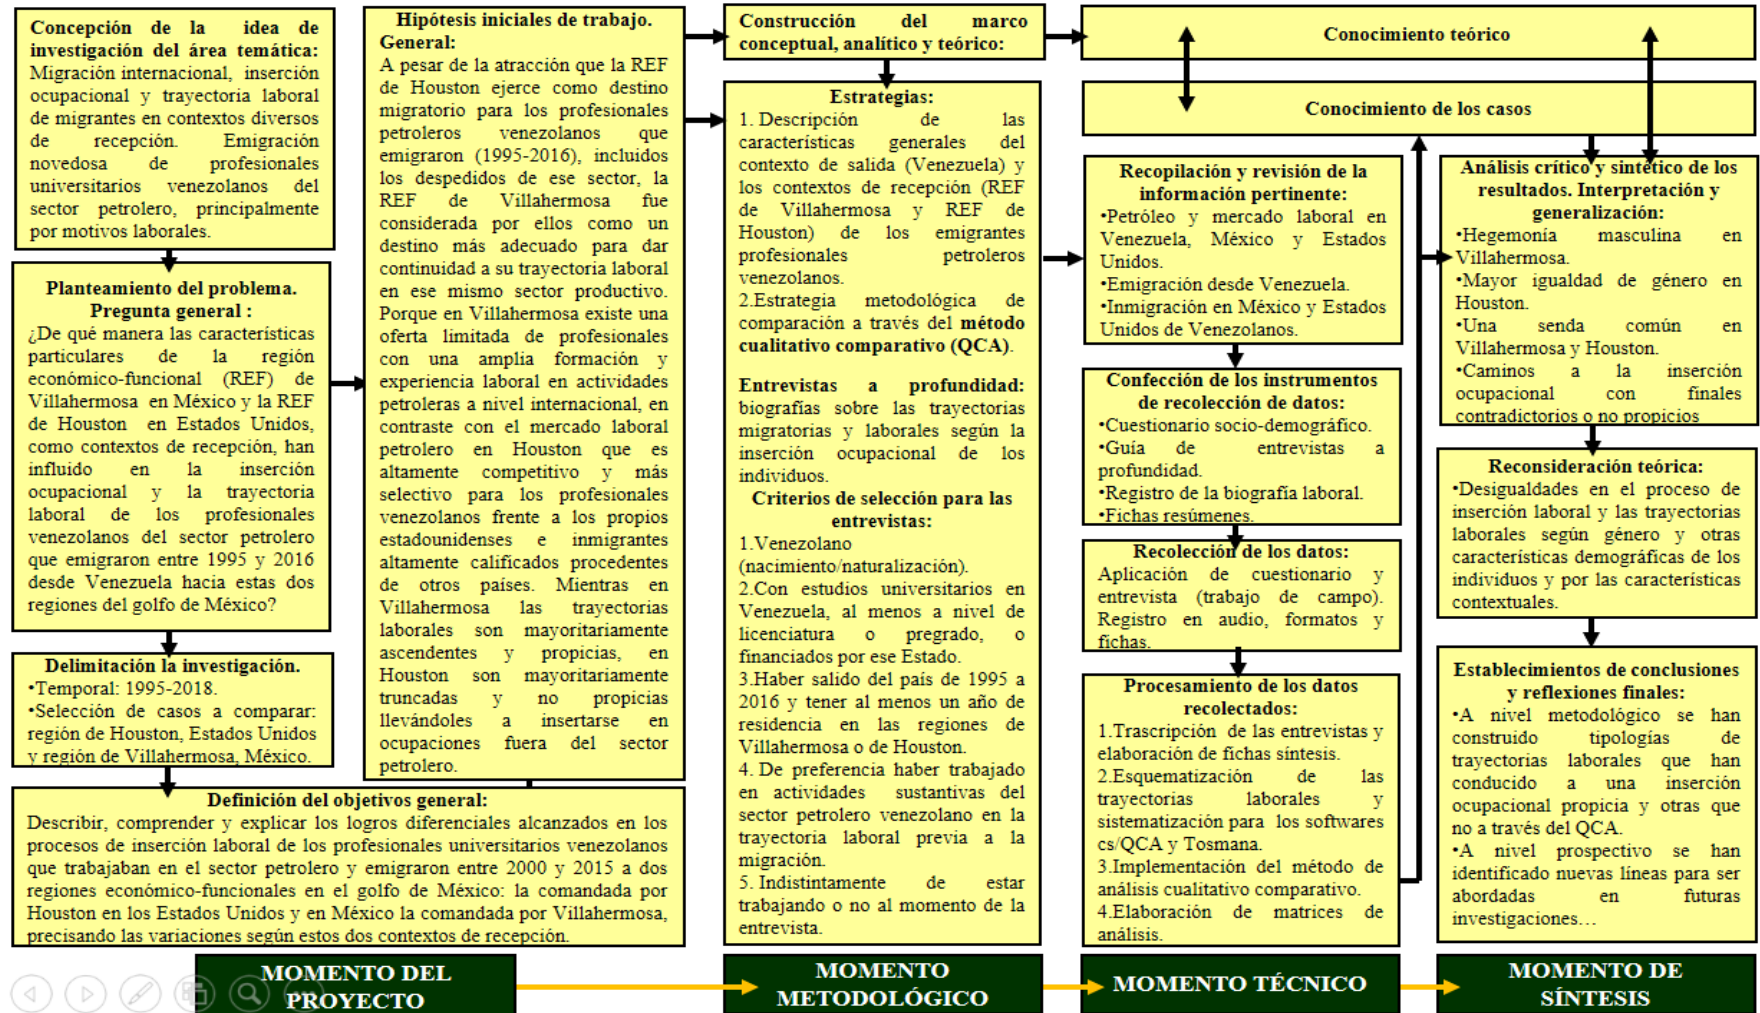 Concepción de la idea de
investigación del área temática:
Migración internacional, inserción
ocupacional y trayectoria laboral
de migrantes en contextos diversos
de recepción. Emigración
novedosa de profesionales
universitarios venezolanos del
sector petrolero, principalmente
por motivos laborales.
Planteamiento del problema.
Pregunta general :
¿De qué manera las características
particulares de la región
económico-funcional (REF) de
Villahermosa en México y la REF
de Houston en Estados Unidos,
como contextos de recepción, han
influido en la inserción
ocupacional y la trayectoria
laboral de los profesionales
venezolanos del sector petrolero
que emigraron entre 1995 y 2016
desde Venezuela hacia estas dos
regiones del golfo de México?
Delimitación la investigación.
•Temporal: 1995-2018.
•Selección de casos a comparar:
región de Houston, Estados Unidos
y región de Villahermosa, México.
Definición del objetivos general:
Describir, comprender y explicar los logros diferenciales alcanzados en los
procesos de inserción laboral de los profesionales universitarios venezolanos
que trabajaban en el sector petrolero y emigraron entre 2000 y 2015 a dos
regiones económico-funcionales en el golfo de México: la comandada por
Houston en los Estados Unidos y en México la comandada por Villahermosa,
precisando las variaciones según estos dos contextos de recepción.
Hipótesis iniciales de trabajo.
General:
A pesar de la atracción que la REF
de Houston ejerce como destino
migratorio para los profesionales
petroleros venezolanos que
emigraron (1995-2016), incluidos
los despedidos de ese sector, la
REF de Villahermosa fue
considerada por ellos como un
destino más adecuado para dar
continuidad a su trayectoria laboral
en ese mismo sector productivo.
Porque en Villahermosa existe una
oferta limitada de profesionales
con una amplia formación y
experiencia laboral en actividades
petroleras a nivel internacional, en
contraste con el mercado laboral
petrolero en Houston que es
altamente competitivo y más
selectivo para los profesionales
venezolanos frente a los propios
estadounidenses e inmigrantes
altamente calificados procedentes
de otros países. Mientras en
Villahermosa las trayectorias
laborales son mayoritariamente
ascendentes y propicias, en
Houston son mayoritariamente
truncadas y no propicias
llevándoles a insertarse en
ocupaciones fuera del sector
petrolero.
Construcción del marco
conceptual, analítico y teórico:
Estrategias:
1. Descripción de las
características generales del
contexto de salida (Venezuela) y
los contextos de recepción (REF
de Villahermosa y REF de
Houston) de los emigrantes
profesionales petroleros
venezolanos.
2.Estrategia metodológica de
comparación a través del método
cualitativo comparativo (QCA).
Entrevistas a profundidad:
biografías sobre las trayectorias
migratorias y laborales según la
inserción ocupacional de los
individuos.
Criterios de selección para las
entrevistas:
1.Venezolano
(nacimiento/naturalización).
2.Con estudios universitarios en
Venezuela, al menos a nivel de
licenciatura o pregrado, o
financiados por ese Estado.
3.Haber salido del país de 1995 a
2016 y tener al menos un año de
residencia en las regiones de
Villahermosa o de Houston.
4. De preferencia haber trabajado
en actividades sustantivas del
sector petrolero venezolano en la
trayectoria laboral previa a la
migración.
5. Indistintamente de estar
trabajando o no al momento de la
entrevista.
Conocimiento teórico
Conocimiento de los casos
Recopilación y revisión de la
información pertinente:
•Petróleo y mercado laboral en
Venezuela, México y Estados
Unidos.
•Emigración desde Venezuela.
•Inmigración en México y Estados
Unidos de Venezolanos.
Confección de los instrumentos
de recolección de datos:
•Cuestionario socio-demográfico.
•Guía de entrevistas a
profundidad.
•Registro de la biografía laboral.
•Fichas resúmenes.
Recolección de los datos:
Aplicación de cuestionario y
entrevista (trabajo de campo).
Registro en audio, formatos y
fichas.
Procesamiento de los datos
recolectados:
1.Trascripción de las entrevistas y
elaboración de fichas síntesis.
2.Esquematización de las
trayectorias laborales y
sistematización para los softwares
cs/QCA y Tosmana.
3.Implementación del método de
análisis cualitativo comparativo.
4.Elaboración de matrices de
análisis.
Análisis crítico y sintético de los
resultados. Interpretación y
generalización:
•Hegemonía masculina en
Villahermosa.
•Mayor igualdad de género en
Houston.
•Una senda común en
Villahermosa y Houston.
•Caminos a la inserción
ocupacional con finales
contradictorios o no propicios
Reconsideración teórica:
•Desigualdades en el proceso de
inserción laboral y las trayectorias
laborales según género y otras
características demográficas de los
individuos y por las características
contextuales.
Establecimientos de conclusiones
y reflexiones finales:
•A nivel metodológico se han
construido tipologías de
trayectorias laborales que han
conducido a una inserción
ocupacional propicia y otras que
no a través del QCA.
•A nivel prospectivo se han
identificado nuevas líneas para ser
abordadas en futuras
investigaciones…
MOMENTO DEL
PROYECTO
MOMENTO
METODOLÓGICO
MOMENTO TÉCNICO
MOMENTO DE
SÍNTESIS